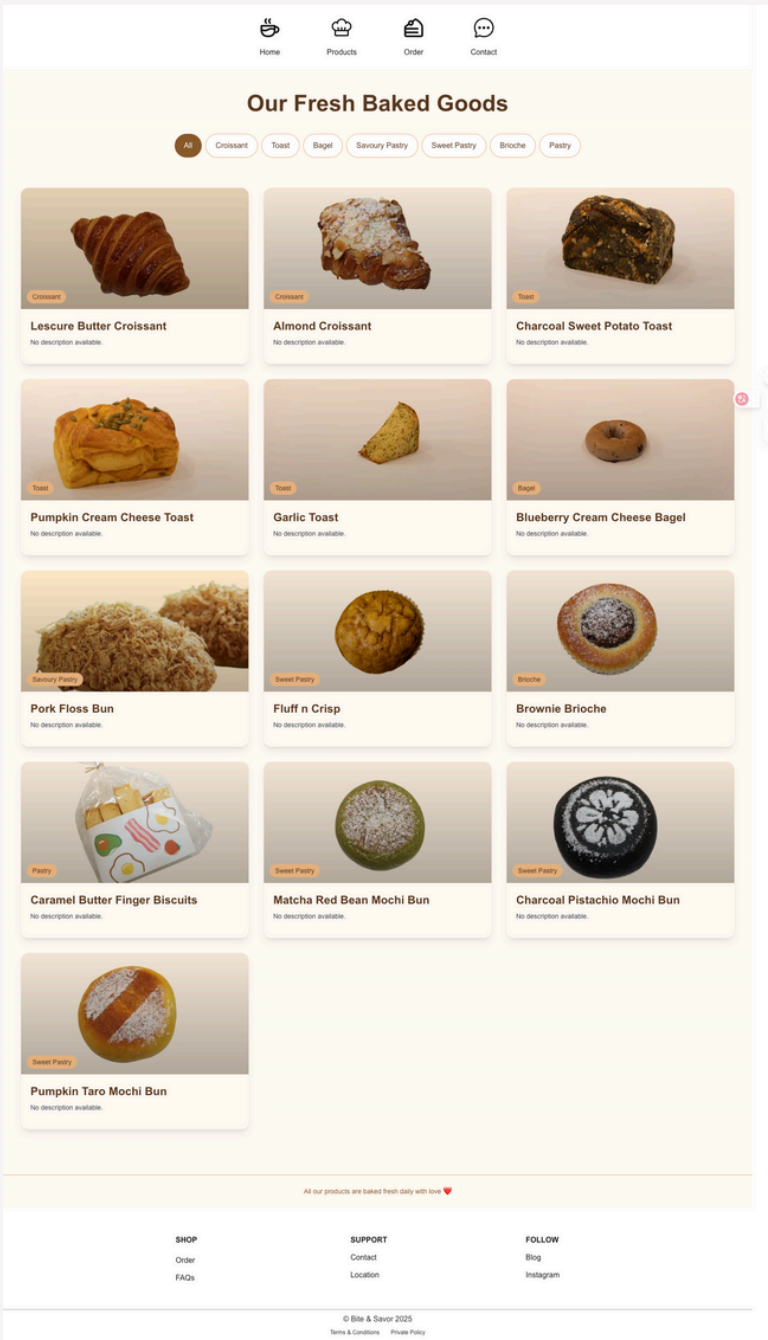 Home Products Order Contact
Our Fresh Baked Goods
All Croissant Toast Bagel Savoury Pastry Sweet Pastry Brioche Pastry
Croissant
Lescure Butter Croissant
No description available.
Croissant
Almond Croissant
No description available.
Toast
Charcoal Sweet Potato Toast
No description available.
Toast
Pumpkin Cream Cheese Toast
No description available.
Toast
Garlic Toast
No description available.
Bagel
Blueberry Cream Cheese Bagel
No description available.
Savoury Pastry
Pork Floss Bun
No description available.
Sweet Pastry
Fluff n Crisp
No description available.
Brioche
Brownie Brioche
No description available.
Pastry
Caramel Butter Finger Biscuits
No description available.
Sweet Pastry
Matcha Red Bean Mochi Bun
No description available.
Sweet Pastry
Charcoal Pistachio Mochi Bun
No description available.
Sweet Pastry
Pumpkin Taro Mochi Bun
No description available.
All our products are baked fresh daily with love ❤️
SHOP
Order
FAQs
SUPPORT
Contact
Location
FOLLOW
Blog
Instagram
© Bite & Savor 2025
Terms & Conditions Private Policy